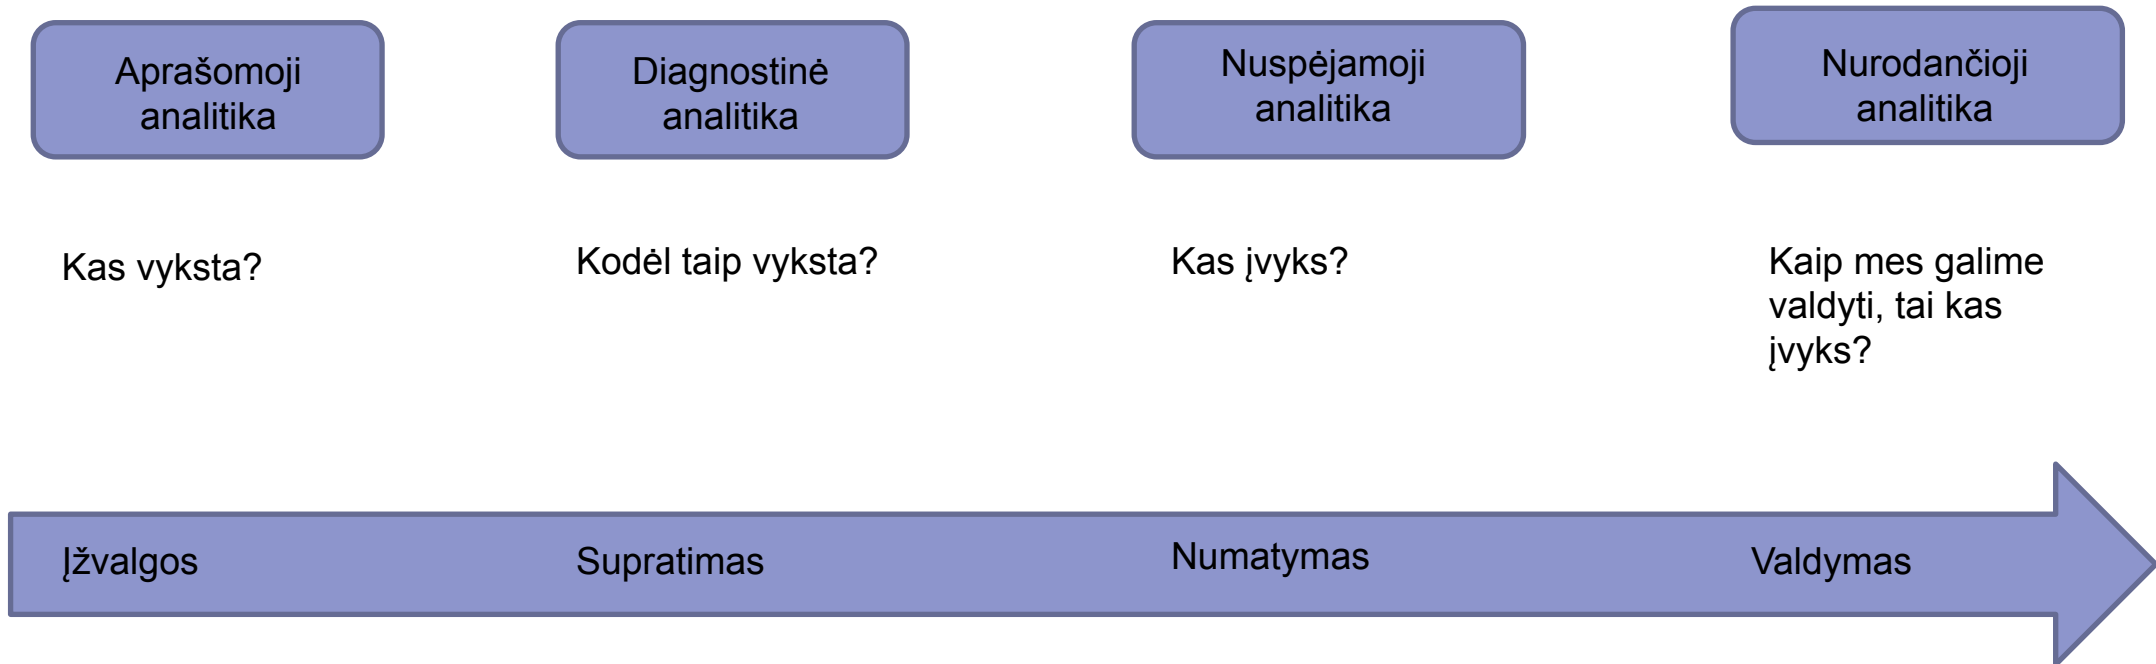 Aprašomoji
analitika
Diagnostinė
analitika
Nuspėjamoji
analitika
Nurodančioji
analitika
Kas vyksta?
Kodėl taip vyksta?
Kas įvyks?
Kaip mes galime
valdyti, tai kas
įvyks?
Įžvalgos
Supratimas
Numatymas
Valdymas